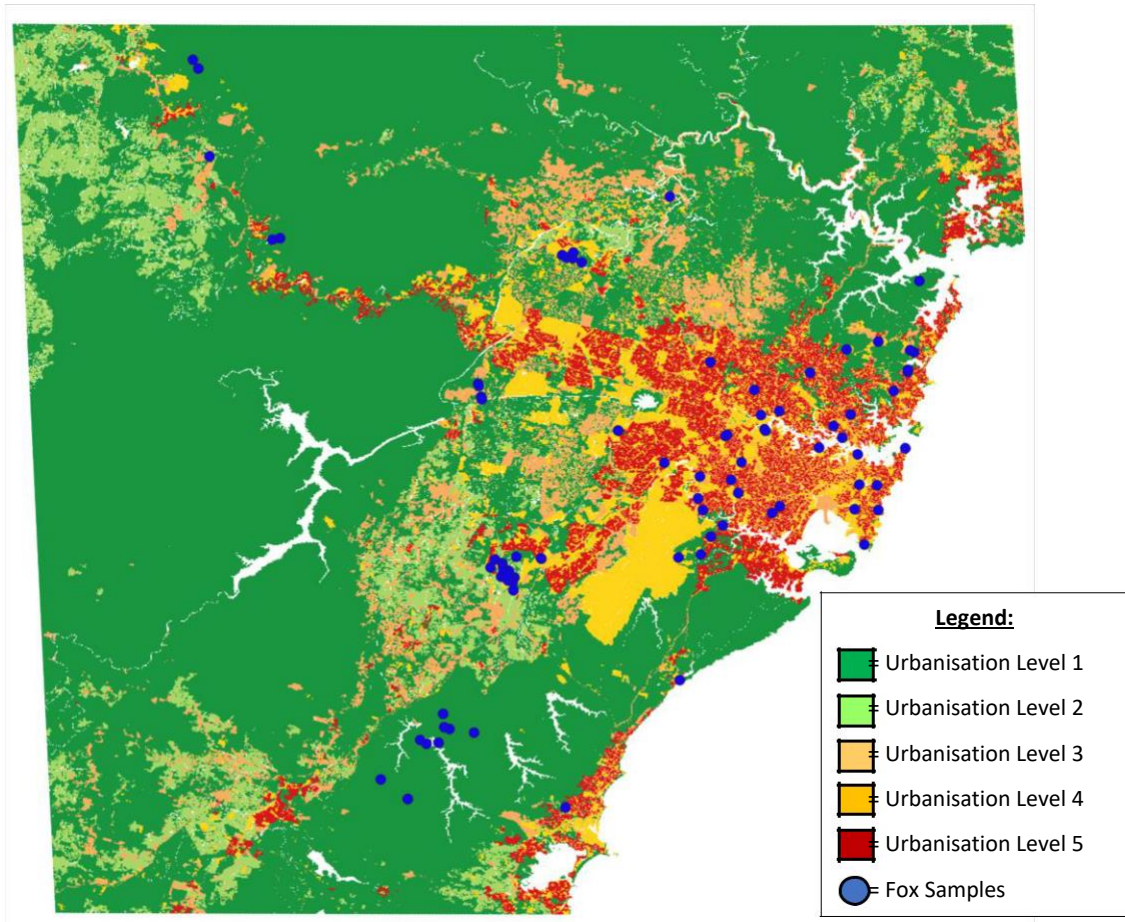 Legend:
= Urbanisation Level 1
= Urbanisation Level 2
= Urbanisation Level 3
= Urbanisation Level 4
= Urbanisation Level 5
= Fox Samples